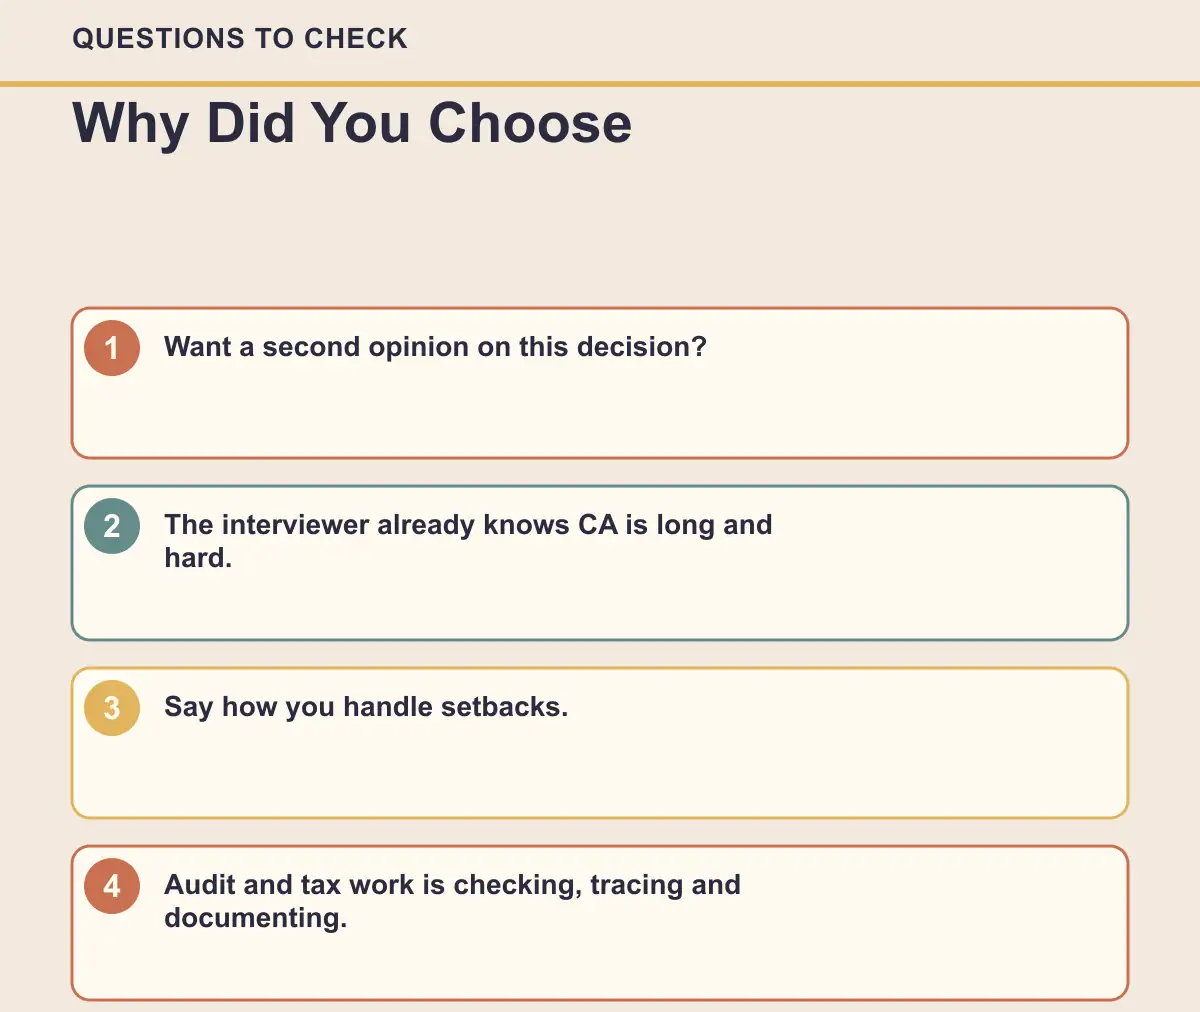 QUESTIONS TO CHECK
Why Did You Choose
1
Want a second opinion on this decision?
2
The interviewer already knows CA is long and
hard.
3
Say how you handle setbacks.
4
Audit and tax work is checking, tracing and
documenting.